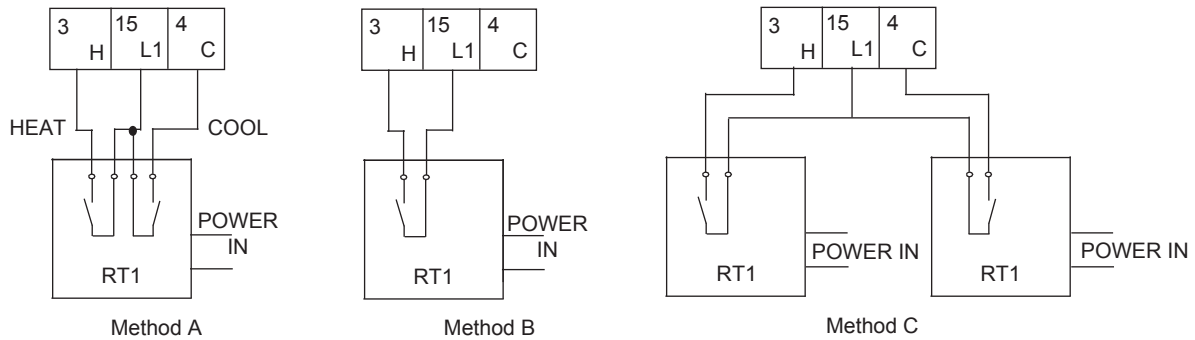 3 15 4
H L1 C
HEAT COOL
POWER
IN
RT1
Method A
3 15 4
H L1 C
POWER
IN
RT1
Method B
3 15 4
H L1 C
POWER IN
RT1
POWER IN
RT1
Method C